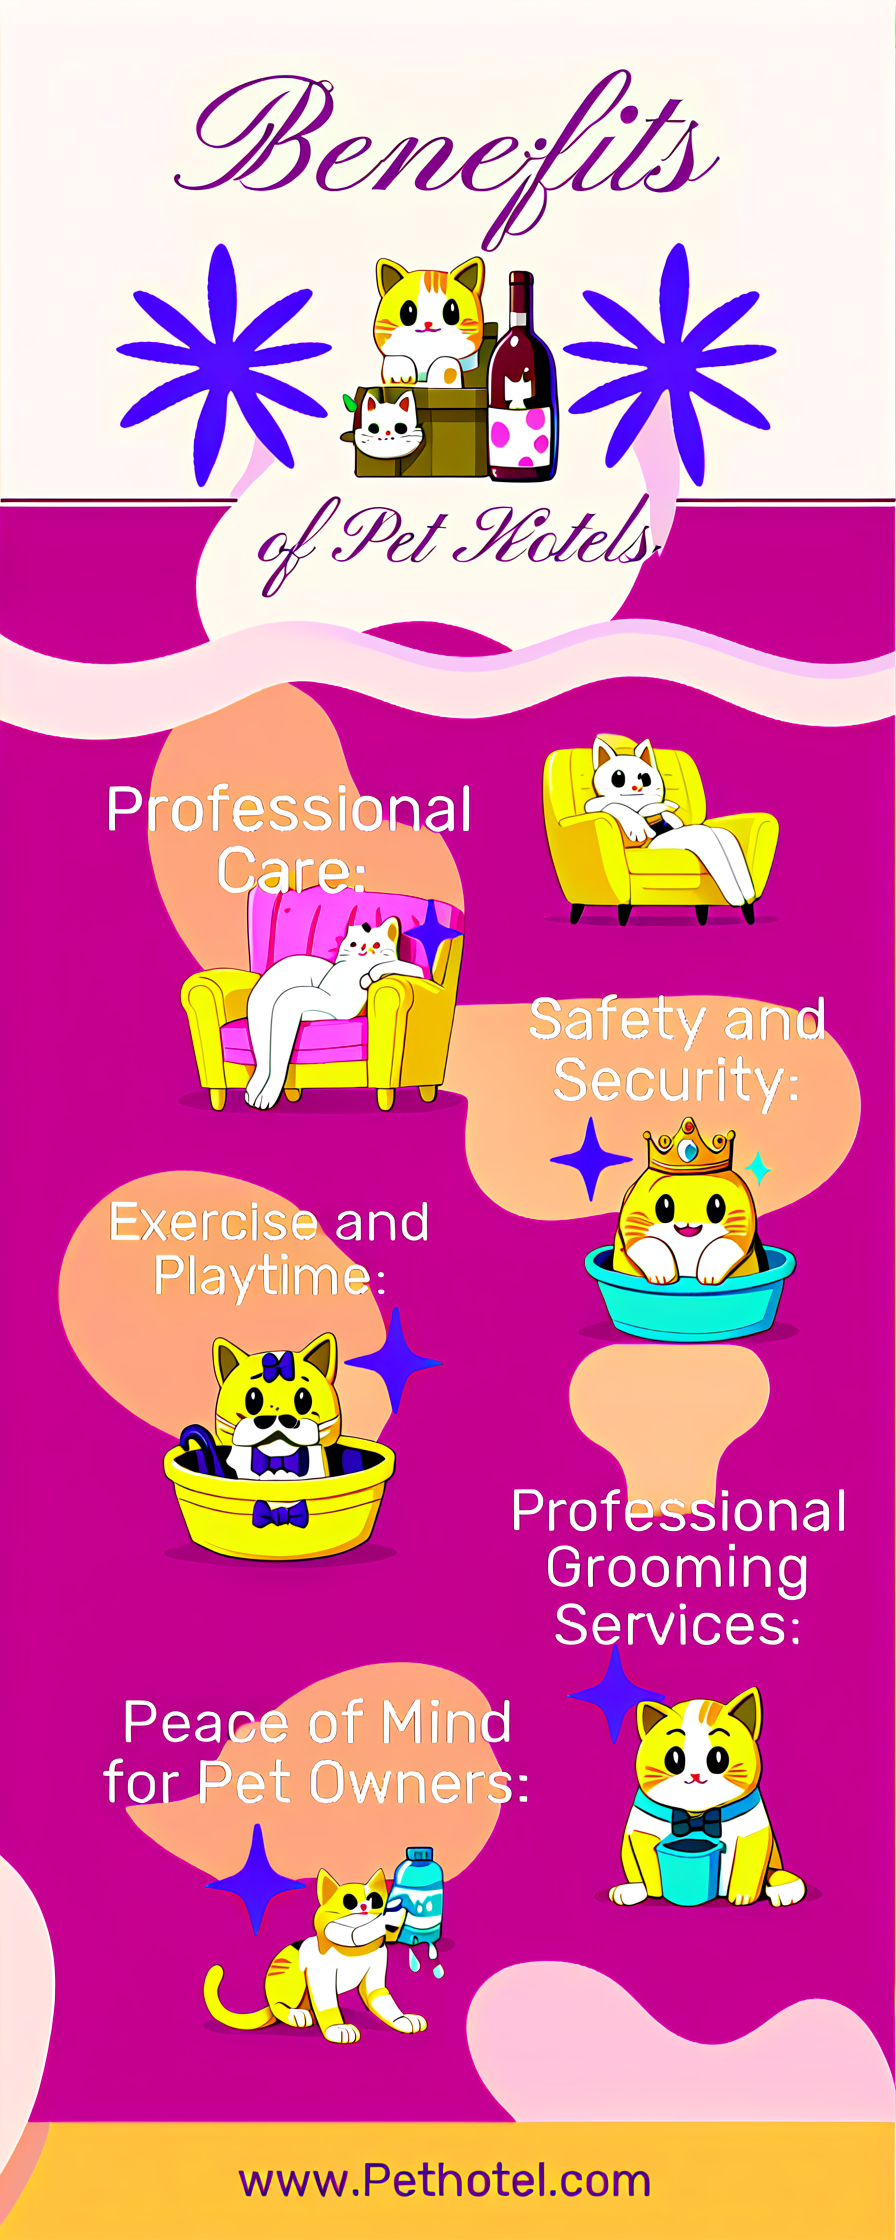 Benefits
of Pet Hotels
Professional
Care:
Safety and
Security:
Exercise and
Playtime:
Professional
Grooming
Services:
Peace of Mind
for Pet Owners:
www.Pethotel.com